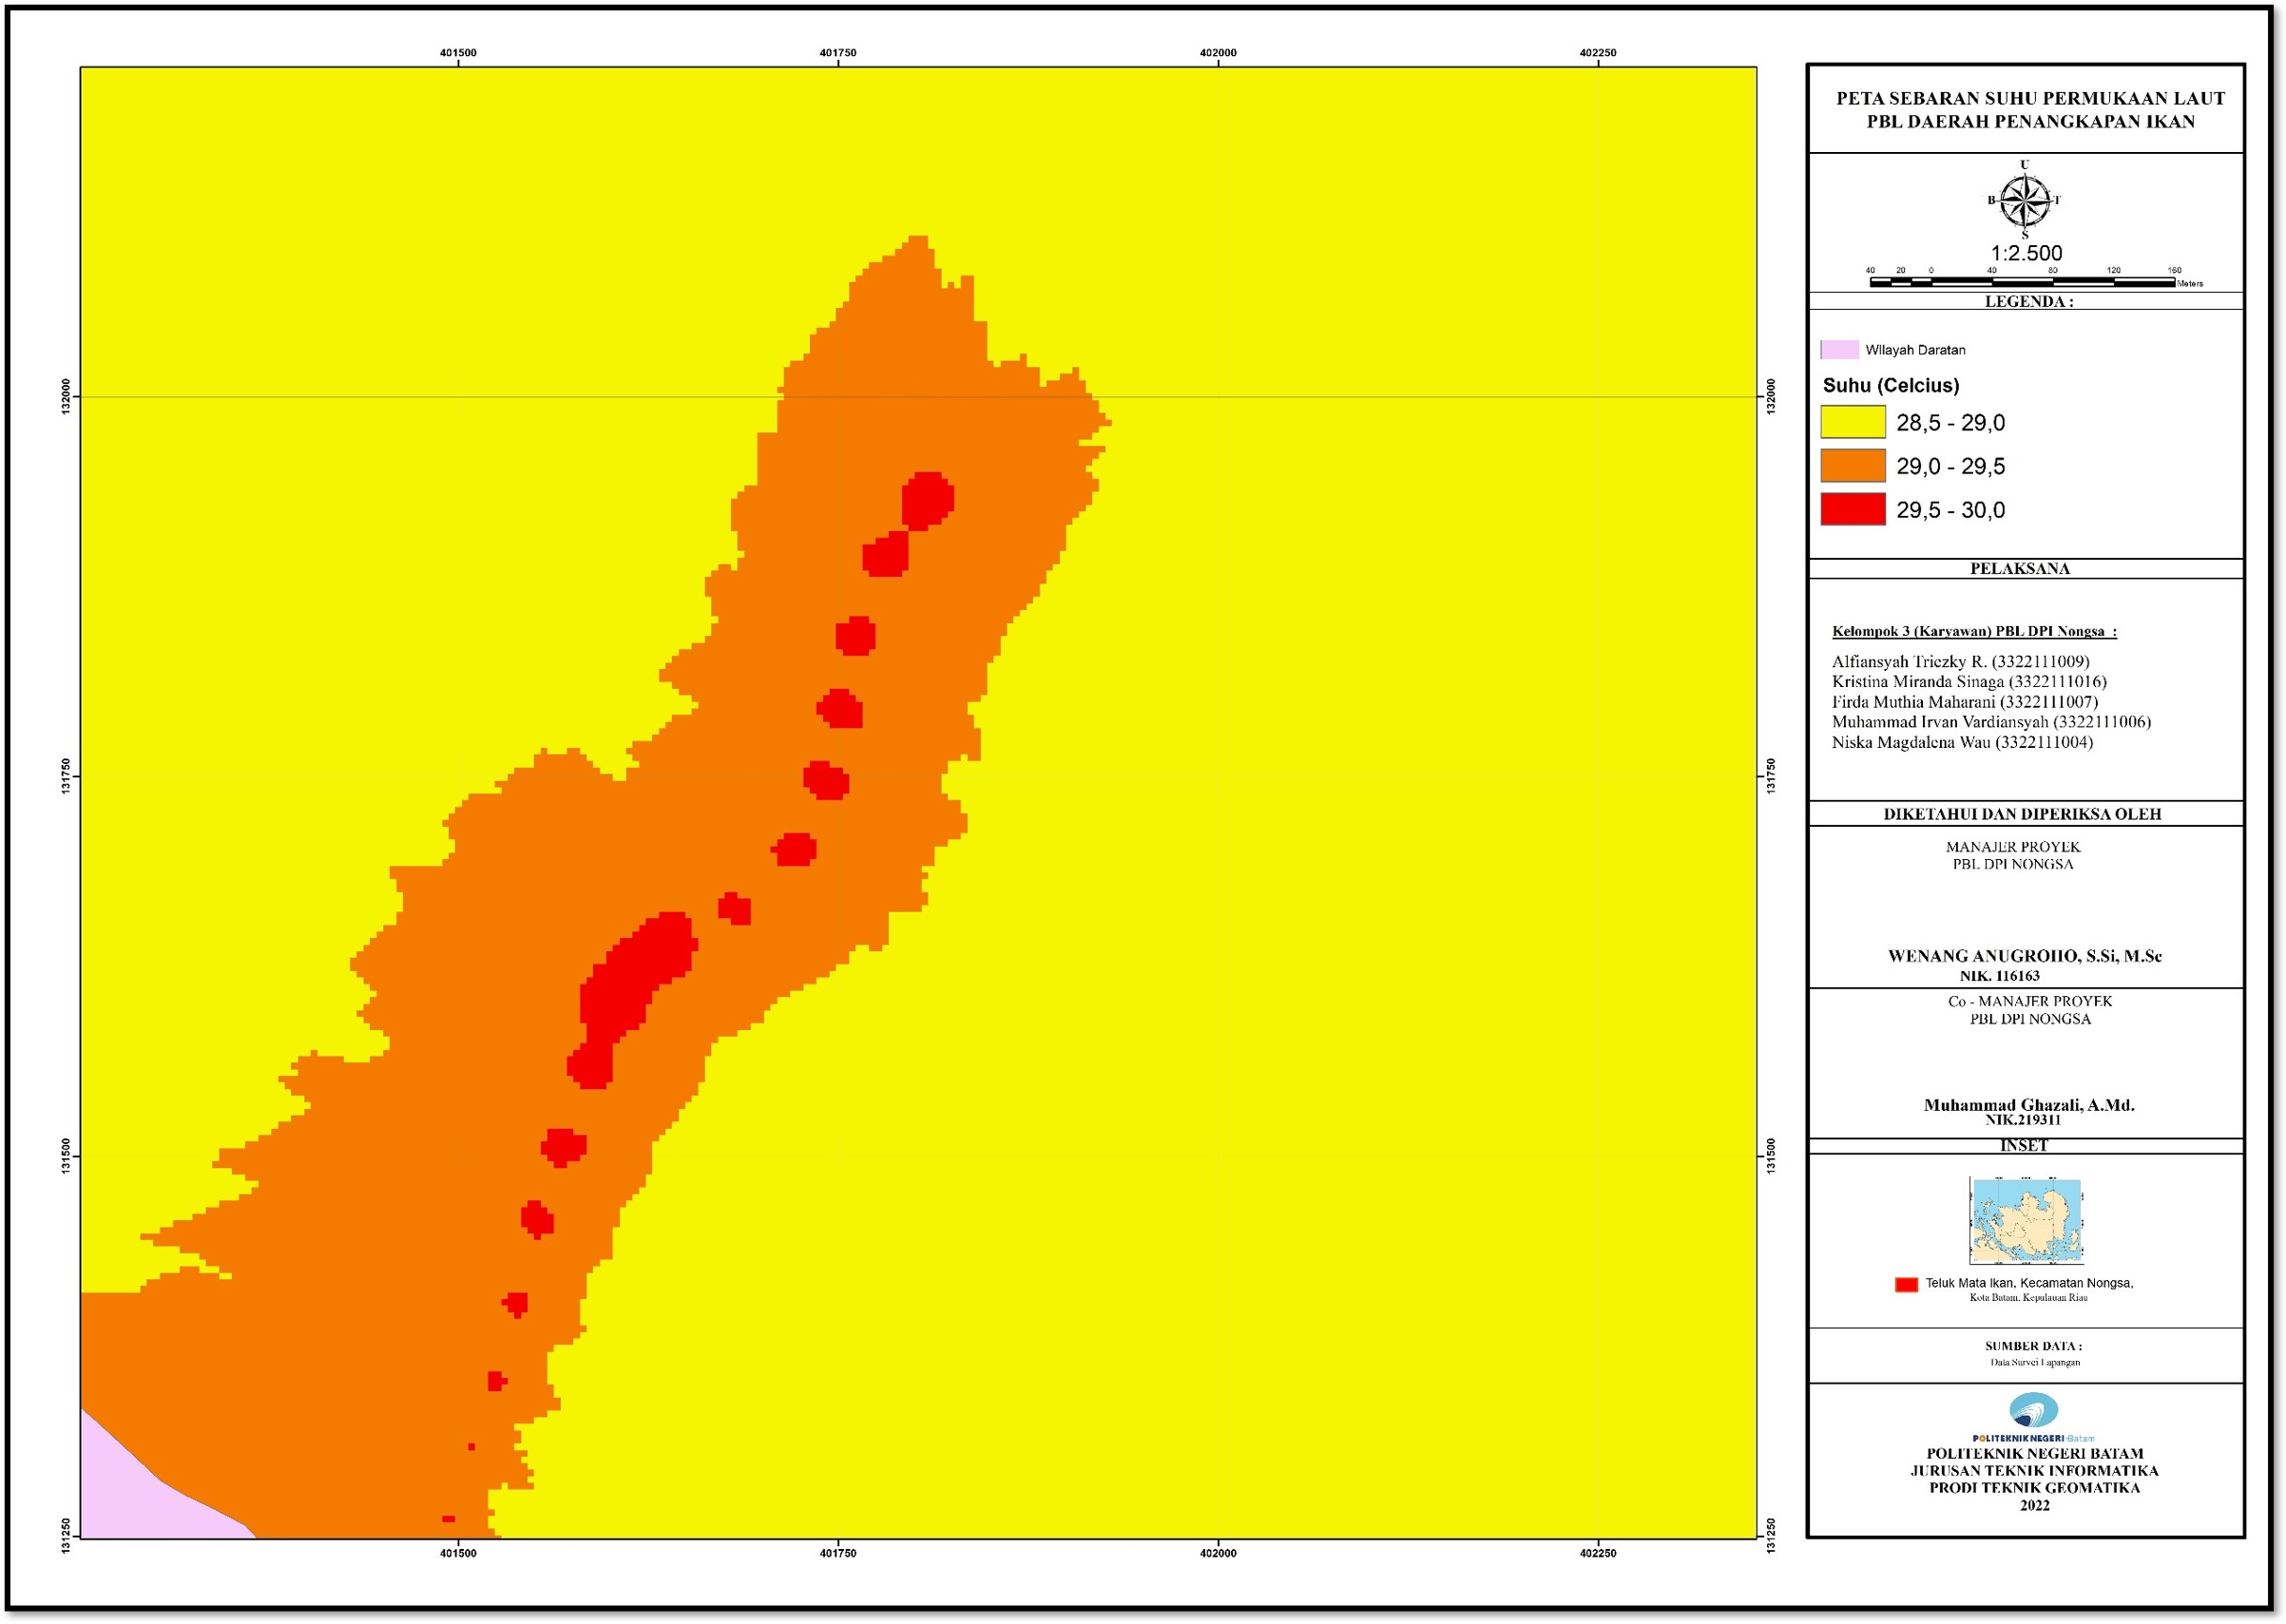 401500 401750 402000 402250
132000 132000
131750 131750
131500 131500
131250 131250
401500 401750 402000 402250
PETA SEBARAN SUHU PERMUKAAN LAUT
PBL DAERAH PENANGKAPAN IKAN
U
B T
S
1:2.500
40 20 0 40 80 120 160
Meters
LEGENDA :
Wilayah Daratan
Suhu (Celcius)
28,5 - 29,0
29,0 - 29,5
29,5 - 30,0
PELAKSANA
Kelompok 3 (Karyawan) PBL DPI Nongsa :
Alfiansyah Triezky R. (3322111009)
Kristina Miranda Sinaga (3322111016)
Firda Muthia Maharani (3322111007)
Muhammad Irvan Vardiansyah (3322111006)
Niska Magdalena Wau (3322111004)
DIKETAHUI DAN DIPERIKSA OLEH
MANAJER PROYEK
PBL DPI NONGSA
WENANG ANUGROHO, S.Si, M.Sc
NIK. 116163
Co - MANAJER PROYEK
PBL DPI NONGSA
Muhammad Ghazali, A.Md.
NIK.219311
INSET
Teluk Mata Ikan, Kecamatan Nongsa,
Kota Batam, Kepulauan Riau
SUMBER DATA :
Data Survei Lapangan
POLITEKNIK NEGERI Batam
POLITEKNIK NEGERI BATAM
JURUSAN TEKNIK INFORMATIKA
PRODI TEKNIK GEOMATIKA
2022